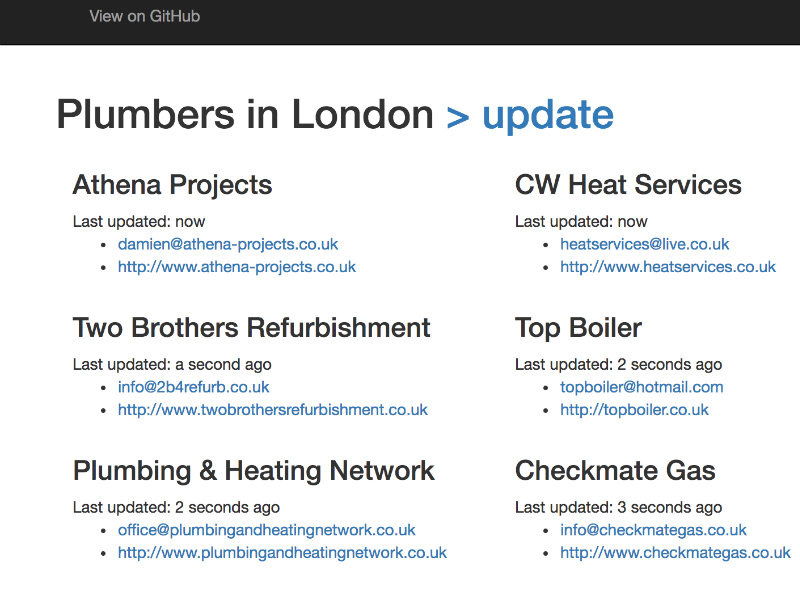 View on GitHub
Plumbers in London > update
Athena Projects
Last updated: now
damien@athena-projects.co.uk
http://www.athena-projects.co.uk
CW Heat Services
Last updated: now
heatservices@live.co.uk
http://www.heatservices.co.uk
Two Brothers Refurbishment
Last updated: a second ago
info@2b4refurb.co.uk
http://www.twobrothersrefurbishment.co.uk
Top Boiler
Last updated: 2 seconds ago
topboiler@hotmail.com
http://topboiler.co.uk
Plumbing & Heating Network
Last updated: 2 seconds ago
office@plumbingandheatingnetwork.co.uk
http://www.plumbingandheatingnetwork.co.uk
Checkmate Gas
Last updated: 3 seconds ago
info@checkmategas.co.uk
http://www.checkmategas.co.uk